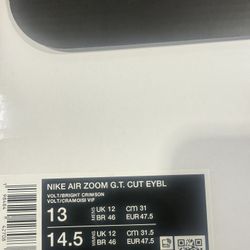 NIKE AIR ZOOM G.T. CUT EYBL
VOLT/BRIGHT CRIMSON
VOLT/CRAMOISI VIF
13 MENS UK 12 CM 31
BR 46 EUR 47.5
14.5 UK 12 CM 31.5
BR 46 EUR 47.5